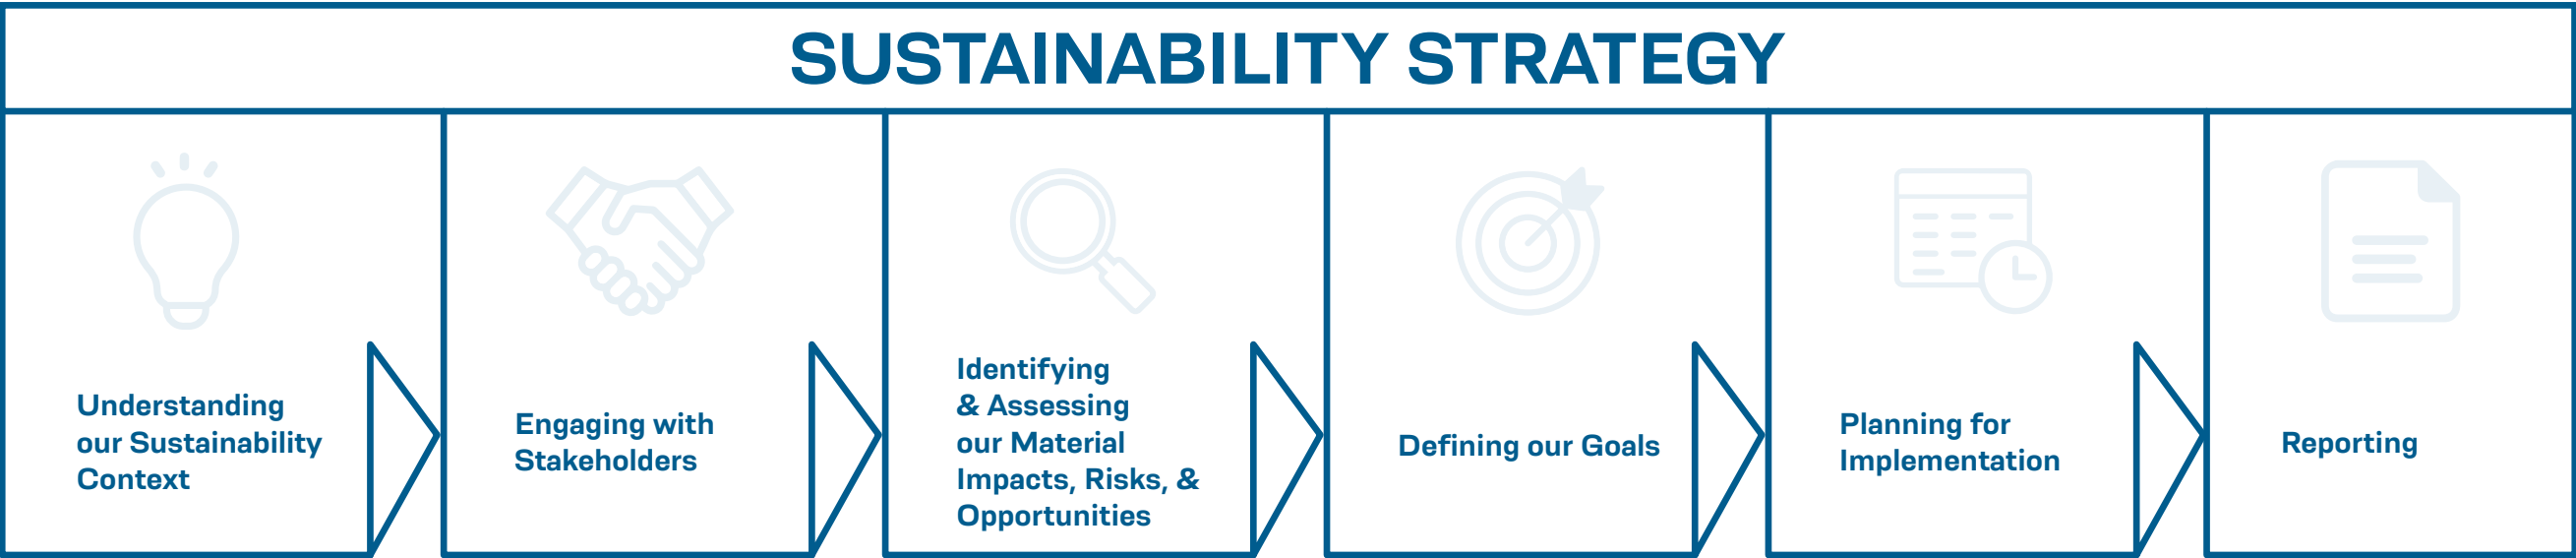 SUSTAINABILITY STRATEGY
Understanding
our Sustainability
Context
Engaging with
Stakeholders
Identifying
& Assessing
our Material
Impacts, Risks, &
Opportunities
Defining our Goals
Planning for
Implementation
Reporting